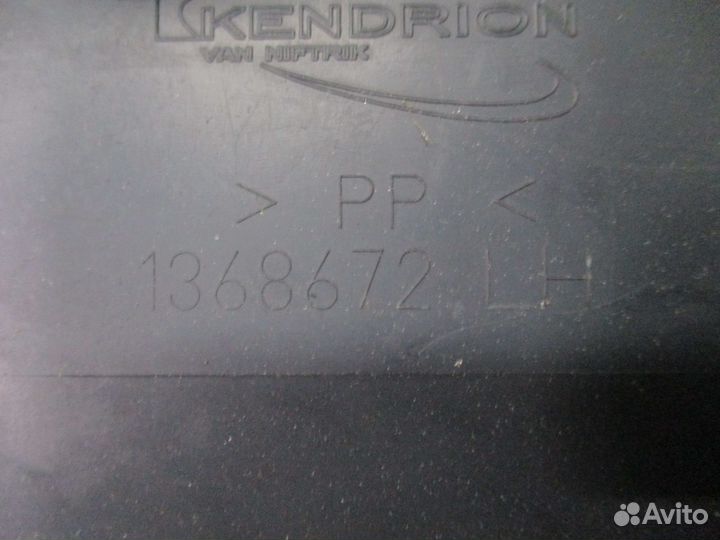 KENDRION
VAN NIFTRIK
> PP <
1368672 LH
Avito